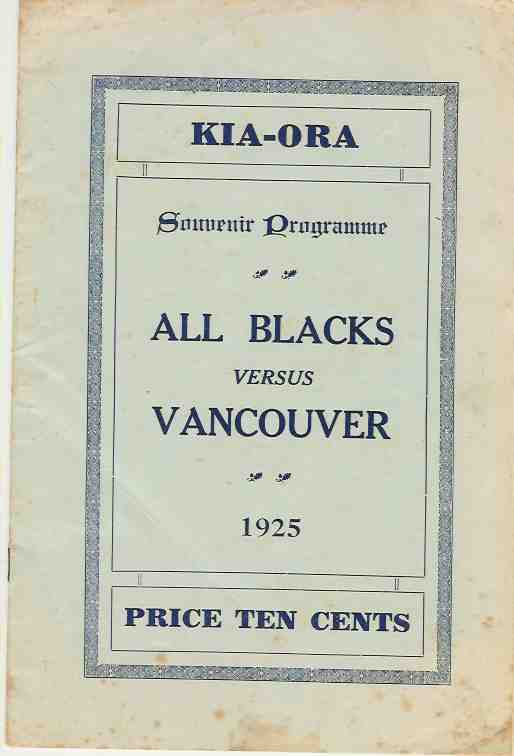 KIA-ORA
Souvenir Programme
ALL BLACKS
VERSUS
VANCOUVER
1925
PRICE TEN CENTS